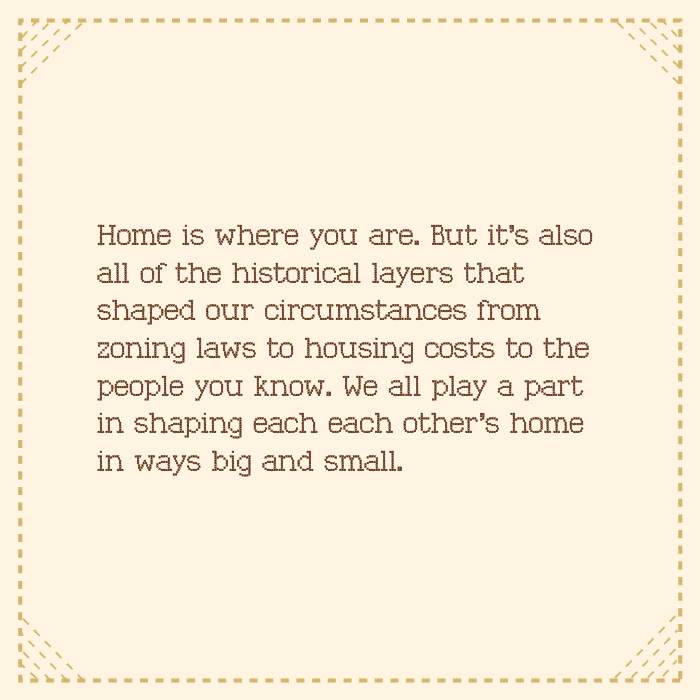 Home is where you are. But it’s also
all of the historical layers that
shaped our circumstances from
zoning laws to housing costs to the
people you know. We all play a part
in shaping each each other’s home
in ways big and small.